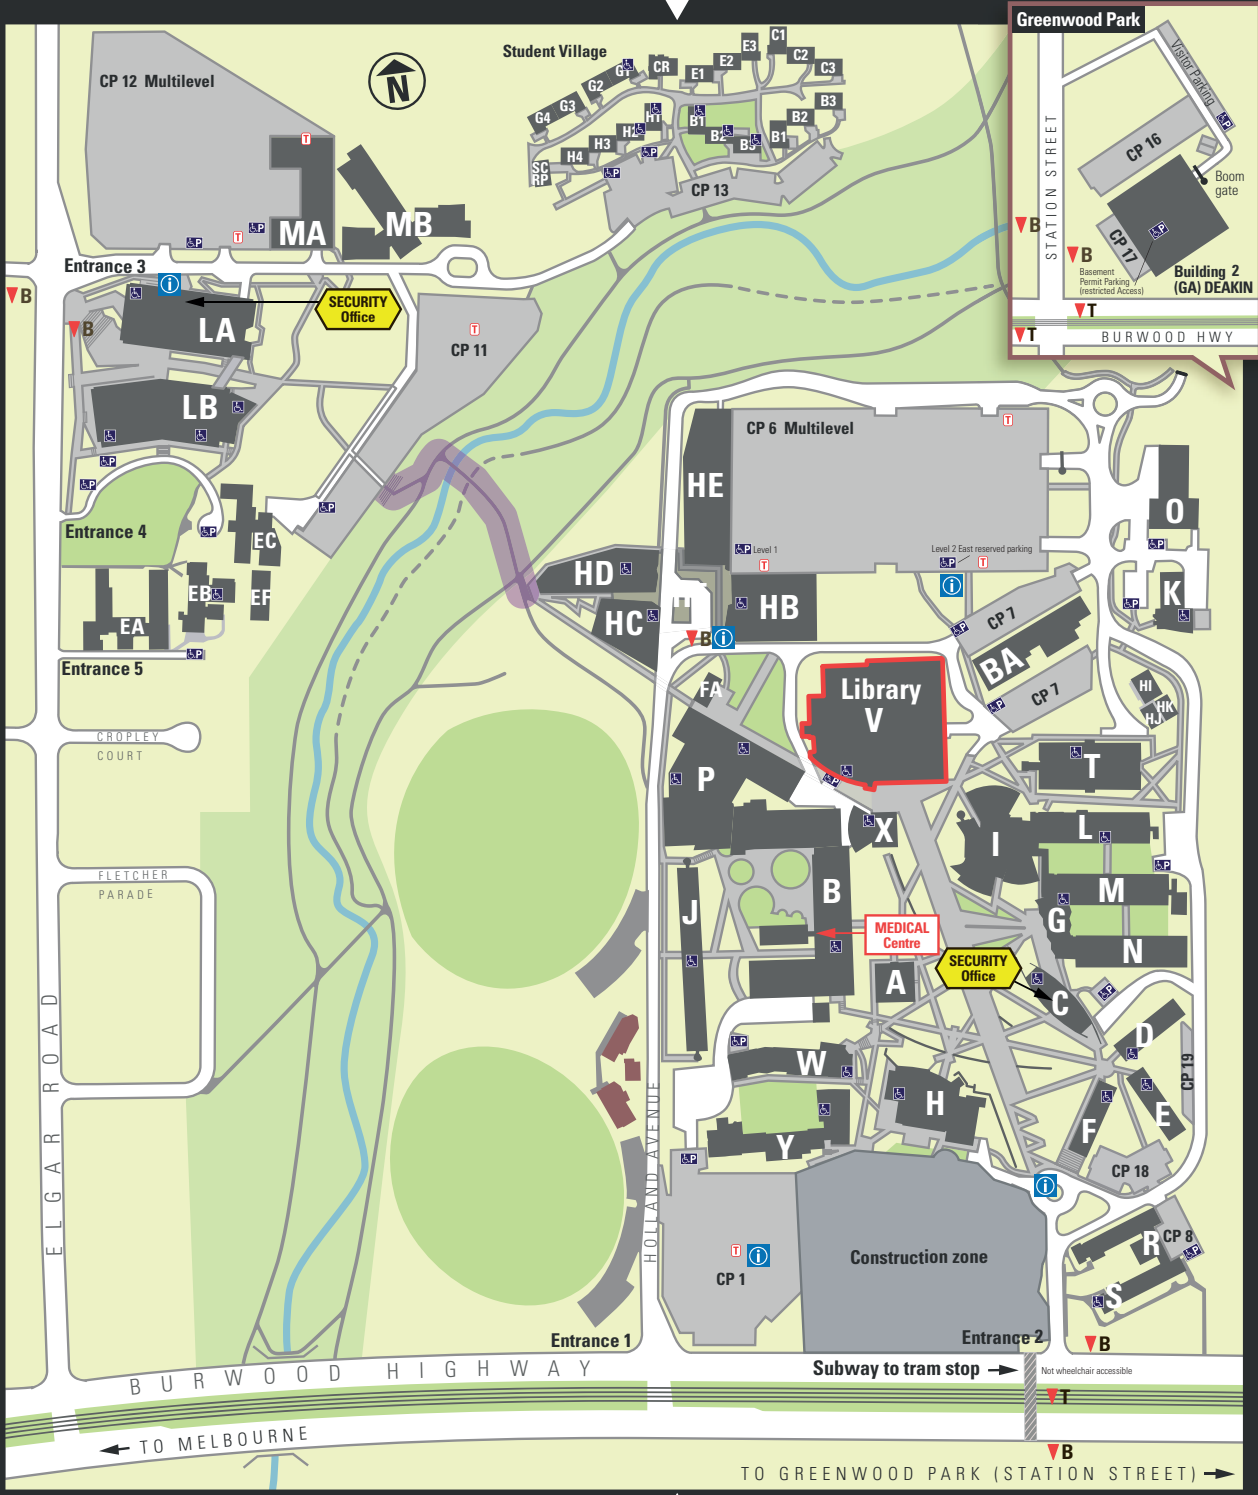 Greenwood Park
Visitor Parking
CP 16
STATION STREET
Boom
gate
B
CP 17
B
Basement
Permit Parking
(restricted Access)
Building 2
(GA) DEAKIN
T
T
BURWOOD HWY
CP 12 Multilevel
N
Student Village
G1
G2
G3
G4
CR
E1
E2
E3
C1
C2
C3
B3
B2
B1
H1
H2
H3
H4
B1
B2
B3
SC
RP
CP 13
T
MA
MB
P
P
T
Entrance 3
i
SECURITY
Office
B
B
LA
T
CP 11
LB
P
P
P
P
Entrance 4
EC
EB
EF
EA
Entrance 5
P
CP 6 Multilevel
T
HE
P Level 1
T
Level 2 East reserved parking
P
T
i
O
P
K
P
HD
HC
HT
HB
B
i
CP 7
P
BA
CP 7
P
HI
HK
HJ
FA
Library
V
P
CROPLEY
COURT
P
T
X
I
L
P
M
G
N
FLETCHER
PARADE
J
B
MEDICAL
Centre
A
SECURITY
Office
C
P
D
CP 19
E
F
P
W
H
Y
P
CP 18
i
ELGAR ROAD
HOLLAND AVENUE
T
i
CP 1
Construction zone
R
CP 8
P
S
Entrance 1
Entrance 2
B
BURWOOD HIGHWAY
Subway to tram stop
Not wheelchair accessible
T
TO MELBOURNE
B
TO GREENWOOD PARK (STATION STREET)